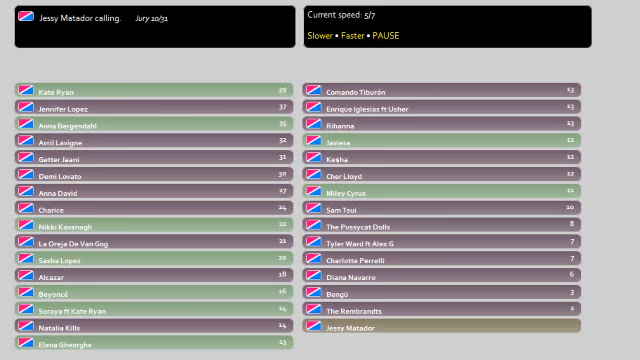 Jessy Matador calling. Jury 10/31
Current speed: 5/7
Slower • Faster • PAUSE
Kate Ryan 39
Jennifer Lopez 37
Anna Bergendahl 35
Avril Lavigne 32
Getter Jaani 31
Demi Lovato 30
Anna David 27
Charice 24
Nikki Kavanagh 22
La Oreja De Van Gog 21
Sasha Lopez 20
Alcazar 18
Beyoncé 16
Soraya ft Kate Ryan 14
Natalia Kills 14
Elena Gheorghe 13
Comando Tiburón 13
Enrique Iglesias ft Usher 13
Rihanna 13
Javiera 12
Ke$ha 12
Cher Lloyd 12
Miley Cyrus 11
Sam Tsui 10
The Pussycat Dolls 8
Tyler Ward ft Alex G 7
Charlotte Perrelli 7
Diana Navarro 6
Bengü 3
The Rembrandts 2
Jessy Matador